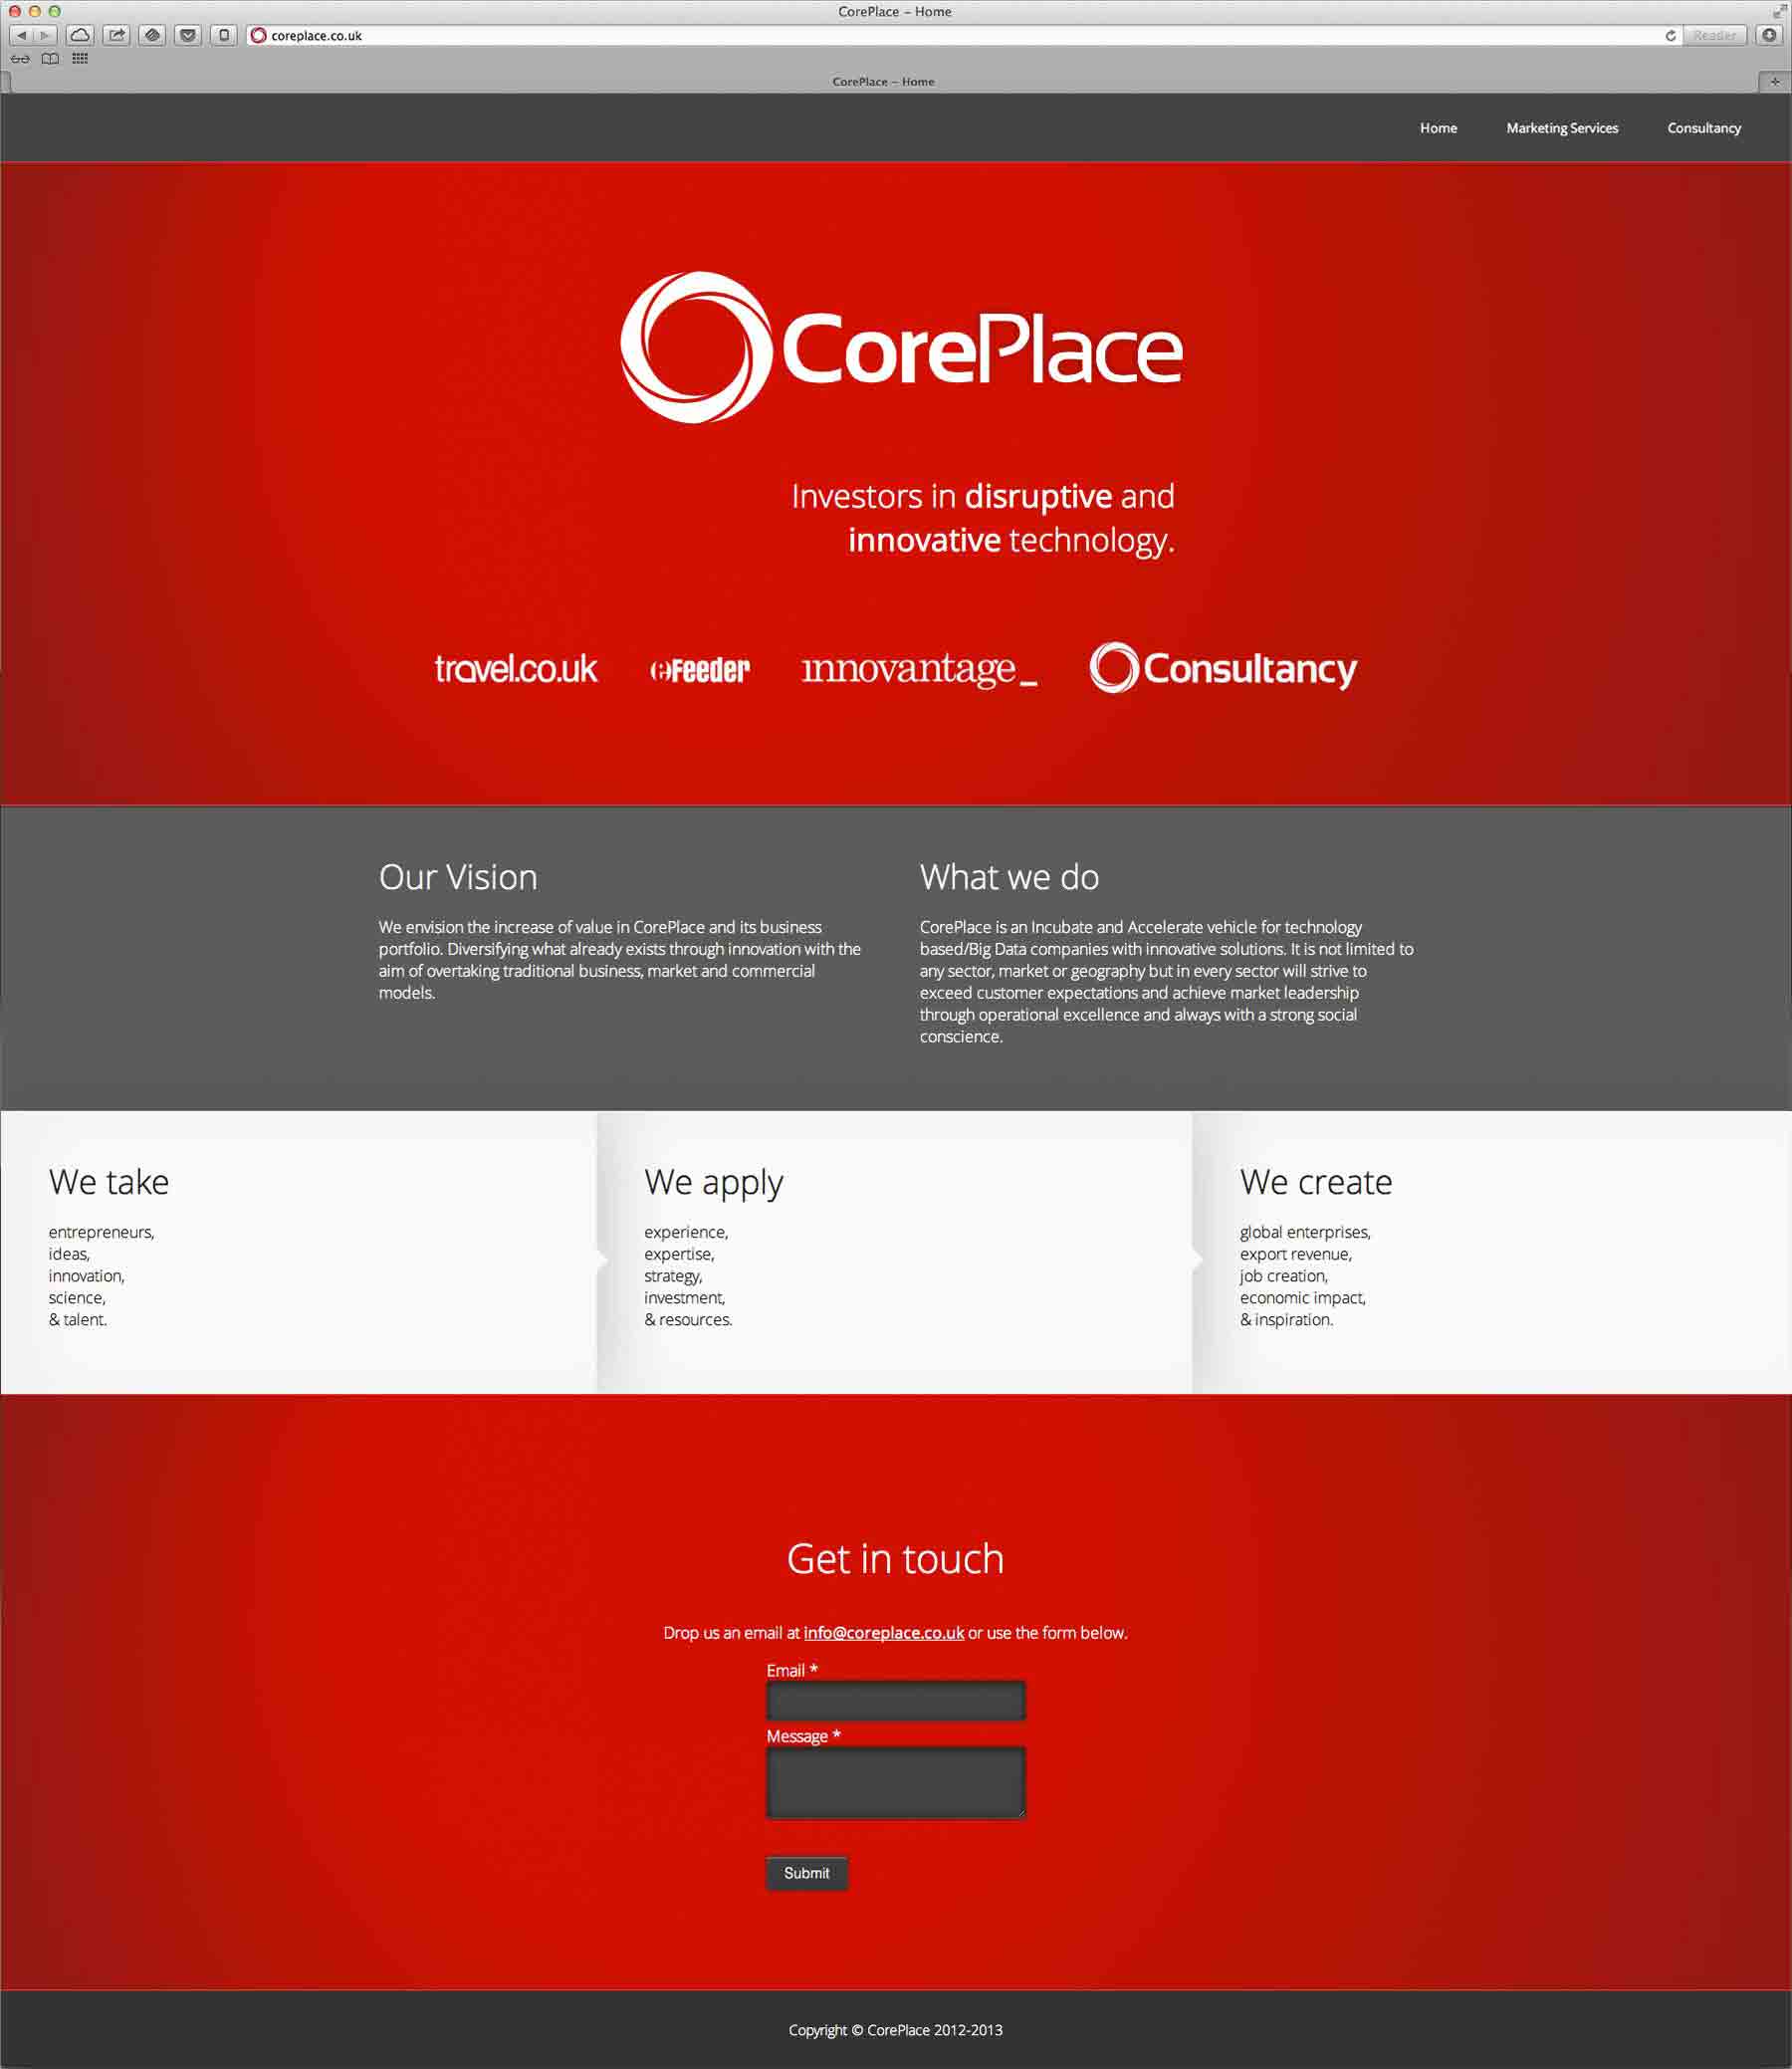 CorePlace – Home
coreplace.co.uk
Reader
CorePlace – Home
Home
Marketing Services
Consultancy
CorePlace
Investors in disruptive and
innovative technology.
travel.co.uk
Feeder
innovantage_
Consultancy
Our Vision
We envision the increase of value in CorePlace and its business
portfolio. Diversifying what already exists through innovation with the
aim of overtaking traditional business, market and commercial
models.
What we do
CorePlace is an Incubate and Accelerate vehicle for technology
based/Big Data companies with innovative solutions. It is not limited to
any sector, market or geography but in every sector will strive to
exceed customer expectations and achieve market leadership
through operational excellence and always with a strong social
conscience.
We take
entrepreneurs,
ideas,
innovation,
science,
& talent.
We apply
experience,
expertise,
strategy,
investment,
& resources.
We create
global enterprises,
export revenue,
job creation,
economic impact,
& inspiration.
Get in touch
Drop us an email at info@coreplace.co.uk or use the form below.
Email *
Message *
Submit
Copyright © CorePlace 2012-2013